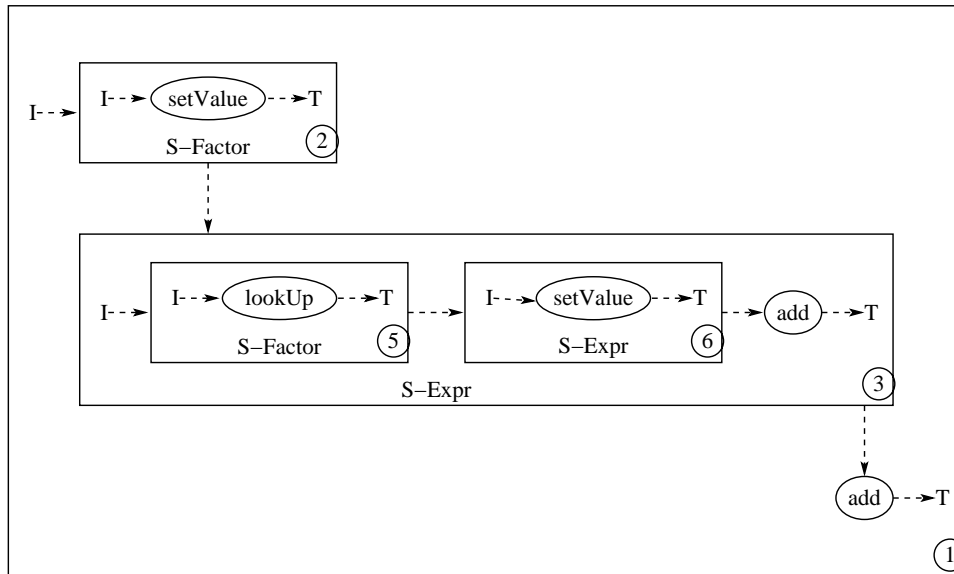 I setValue T
I
S–Factor 2
I lookUp T I setValue T
I add T
5 6
S–Factor S–Expr
S–Expr 3
add T
1